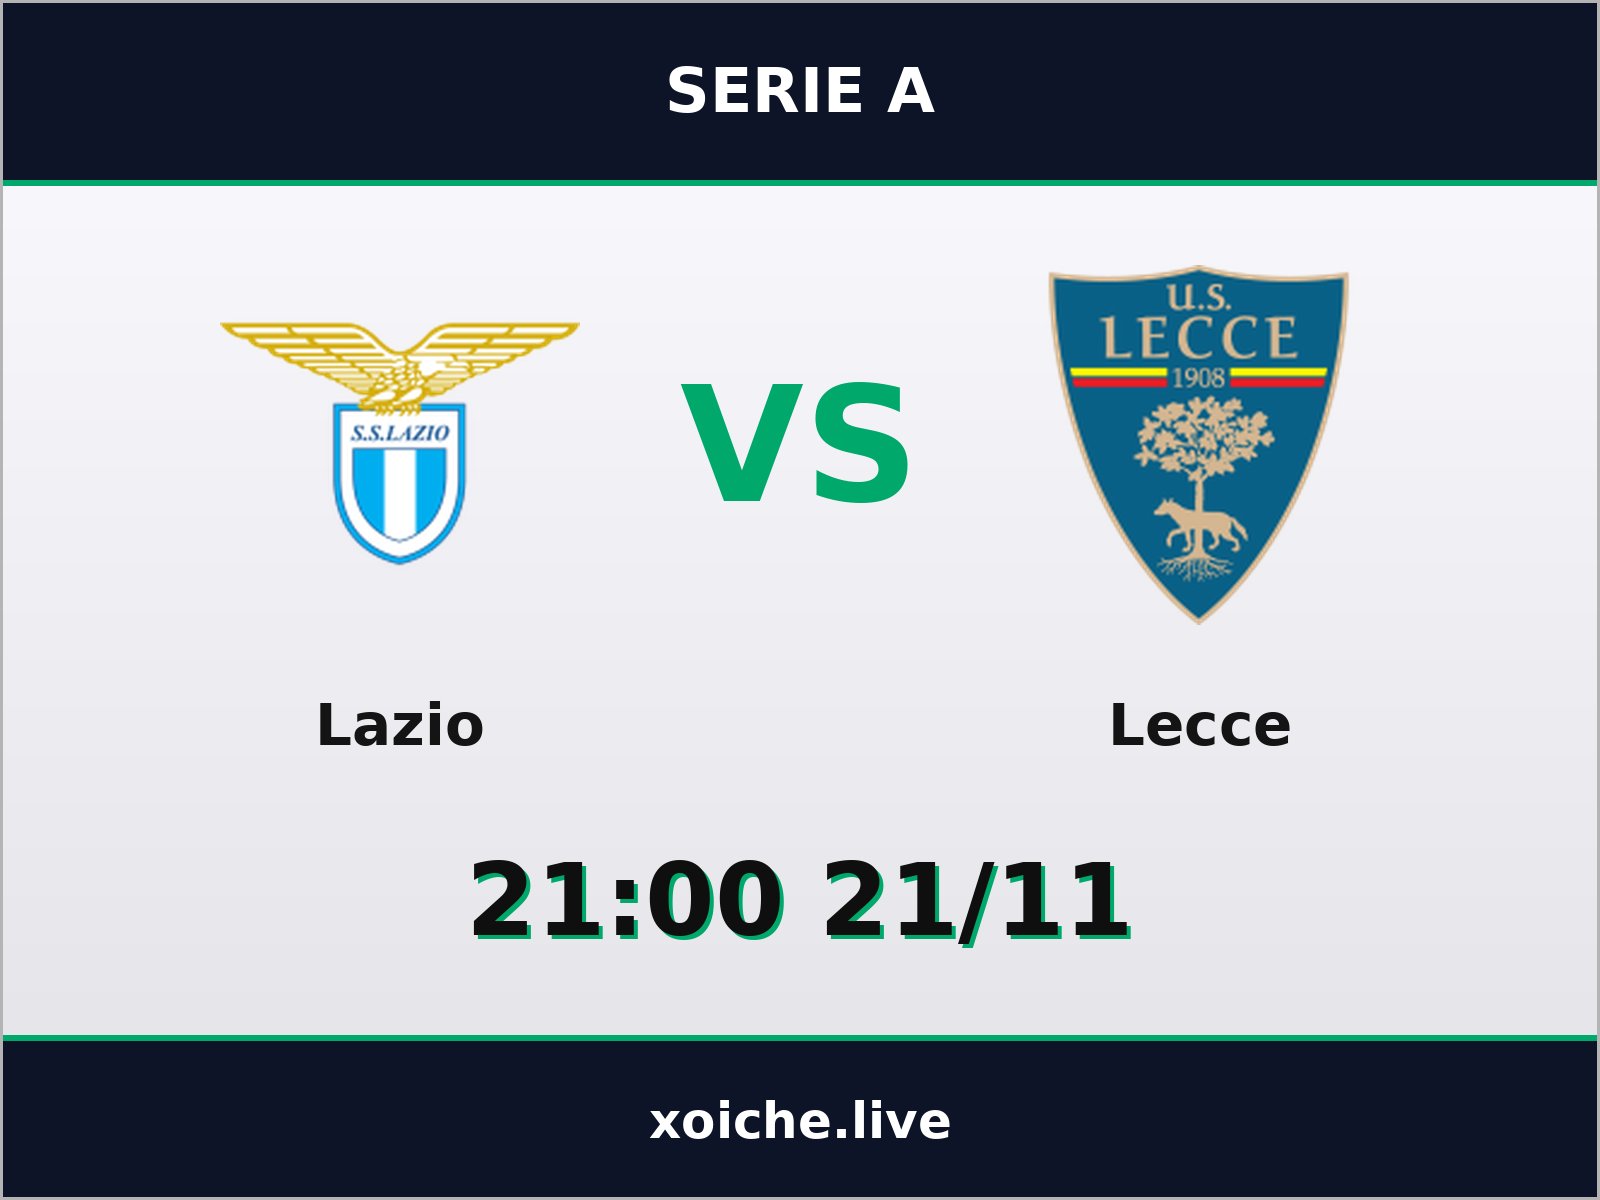 SERIE A
S.S.LAZIO
VS
u.s.
LECCE
1908
Lazio
Lecce
21:00 21/11
xoiche.live